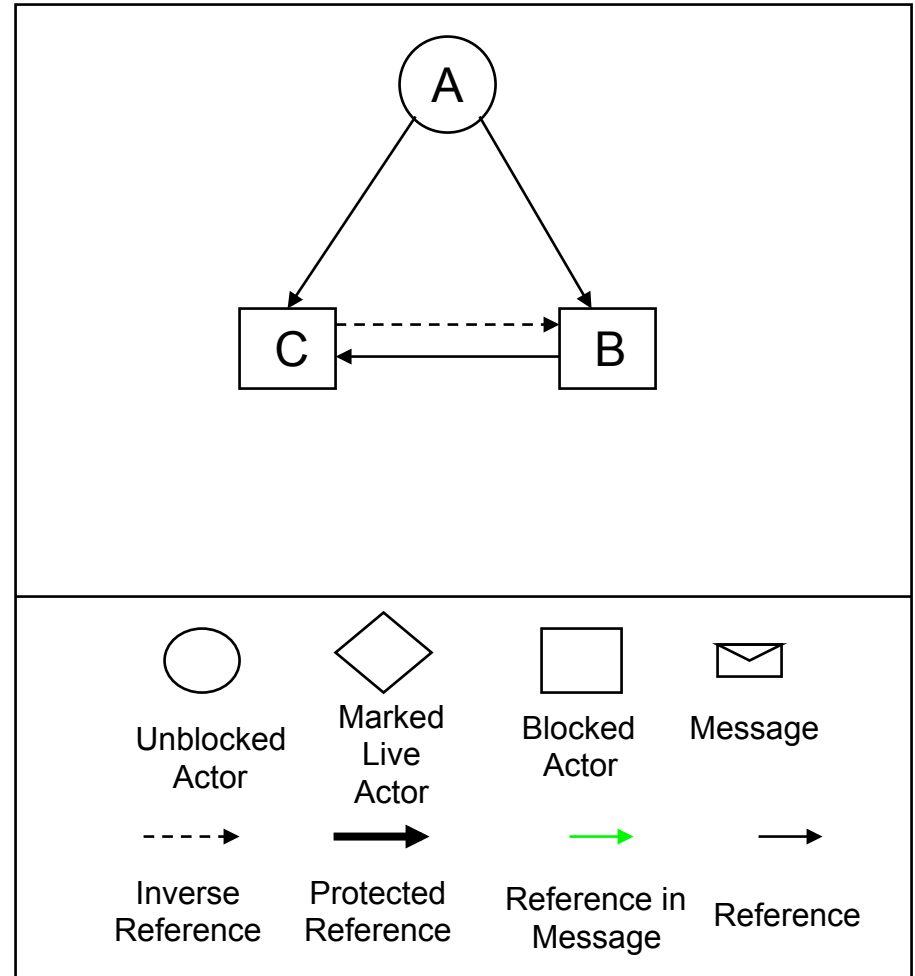 A
C
B
Unblocked
Actor
Marked
Live
Actor
Blocked
Actor
Message
Inverse
Reference
Protected
Reference
Reference in
Message
Reference